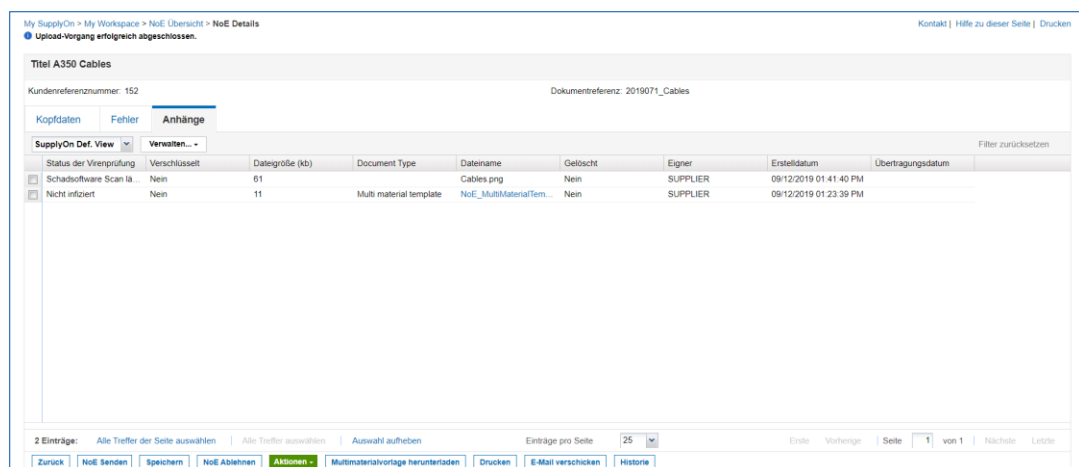 My SupplyOn > My Workspace > NoE Übersicht > NoE Details
Kontakt | Hilfe zu dieser Seite | Drucken
Upload-Vorgang erfolgreich abgeschlossen.
Titel A350 Cables
Kundenreferenznummer: 152 Dokumentreferenz: 2019071_Cables
Kopfdaten Fehler Anhänge
SupplyOn Def. View Verwalten... Filter zurücksetzen
Status der Virenprüfung Verschlüsselt Dateigröße (kb) Document Type Dateiname Gelöscht Eigner Erstelldatum Übertragungsdatum
Schadsoftware Scan lä... Nein 61 Cables.png Nein SUPPLIER 09/12/2019 01:41:40 PM
Nicht infiziert Nein 11 Multi material template NoE_MultiMaterialTem... Nein SUPPLIER 09/12/2019 01:23:39 PM
2 Einträge: Alle Treffer der Seite auswählen | Alle Treffer auswählen | Auswahl aufheben Einträge pro Seite 25 Erste Vorherige | Seite 1 von 1 | Nächste Letzte
Zurück NoE Senden Speichern NoE Ablehnen Aktionen Multimaterialvorlage herunterladen Drucken E-Mail verschicken Historie